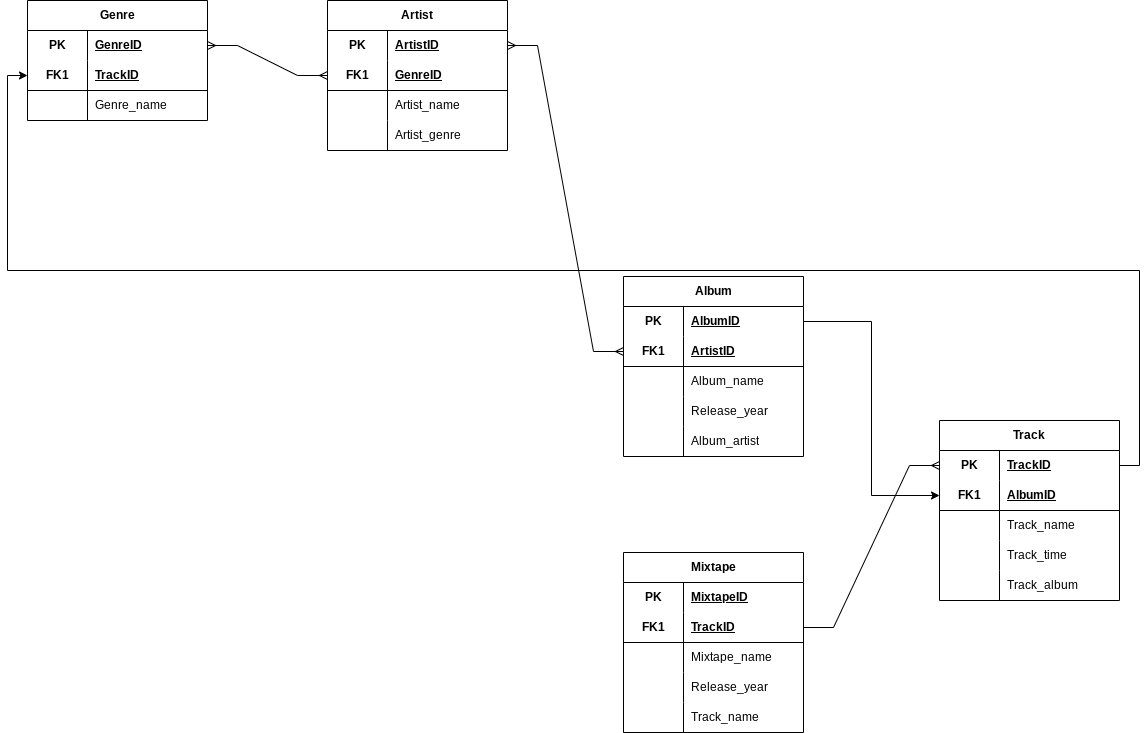 Genre
PK GenreID
FK1 TrackID
Genre_name
Artist
PK ArtistID
FK1 GenreID
Artist_name
Artist_genre
Album
PK AlbumID
FK1 ArtistID
Album_name
Release_year
Album_artist
Track
PK TrackID
FK1 AlbumID
Track_name
Track_time
Track_album
Mixtape
PK MixtapeID
FK1 TrackID
Mixtape_name
Release_year
Track_name